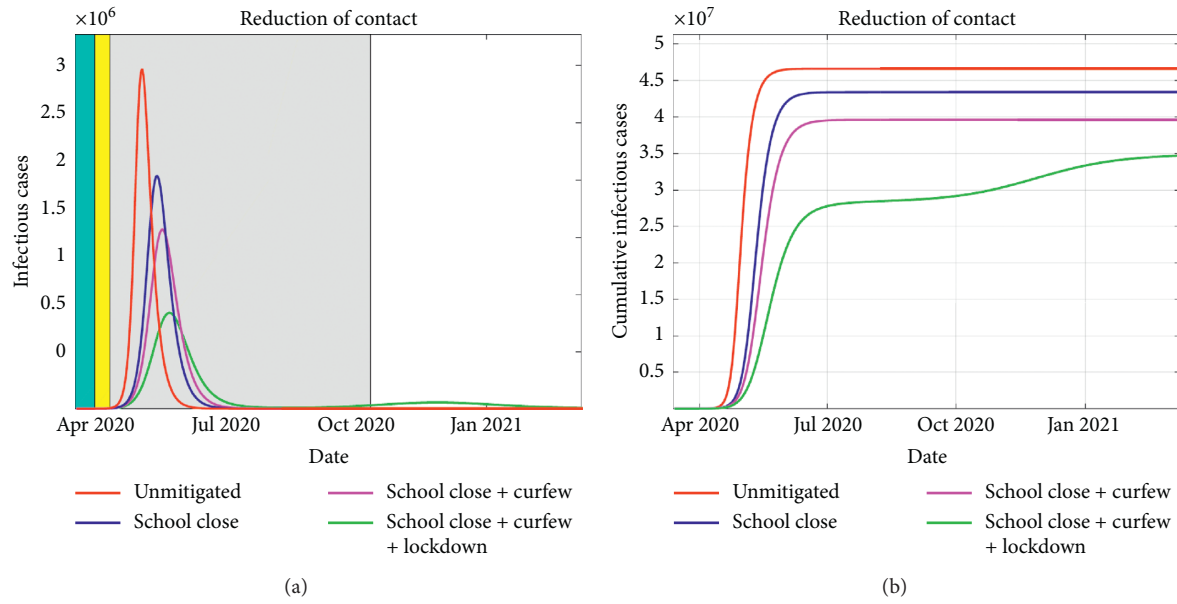 ×10⁶
Reduction of contact
3
2
2
1.5
1
0.5
0
Infectious cases
Apr 2020
Jul 2020
Oct 2020
Jan 2021
Date
Unmitigated
School close
School close + curfew
School close + curfew
+ lockdown
(a)
×10⁷
Reduction of contact
5
4.5
4
3.5
3
2.5
2
1.5
1
0.5
Cumulative infectious cases
Apr 2020
Jul 2020
Oct 2020
Jan 2021
Date
Unmitigated
School close
School close + curfew
School close + curfew
+ lockdown
(b)